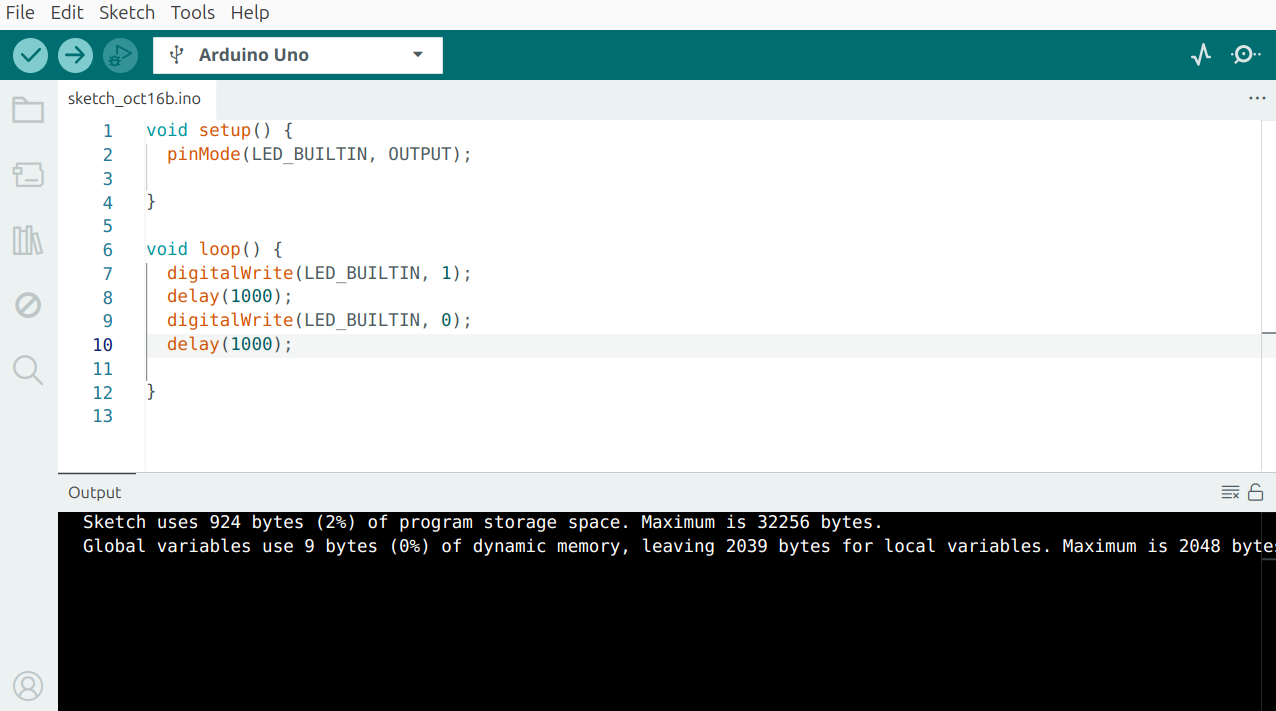 File Edit Sketch Tools Help
Arduino Uno
sketch_oct16b.ino
1 void setup() {
2   pinMode(LED_BUILTIN, OUTPUT);
3
4 }
5
6 void loop() {
7   digitalWrite(LED_BUILTIN, 1);
8   delay(1000);
9   digitalWrite(LED_BUILTIN, 0);
10   delay(1000);
11
12 }
13
Output
Sketch uses 924 bytes (2%) of program storage space. Maximum is 32256 bytes.
Global variables use 9 bytes (0%) of dynamic memory, leaving 2039 bytes for local variables. Maximum is 2048 bytes